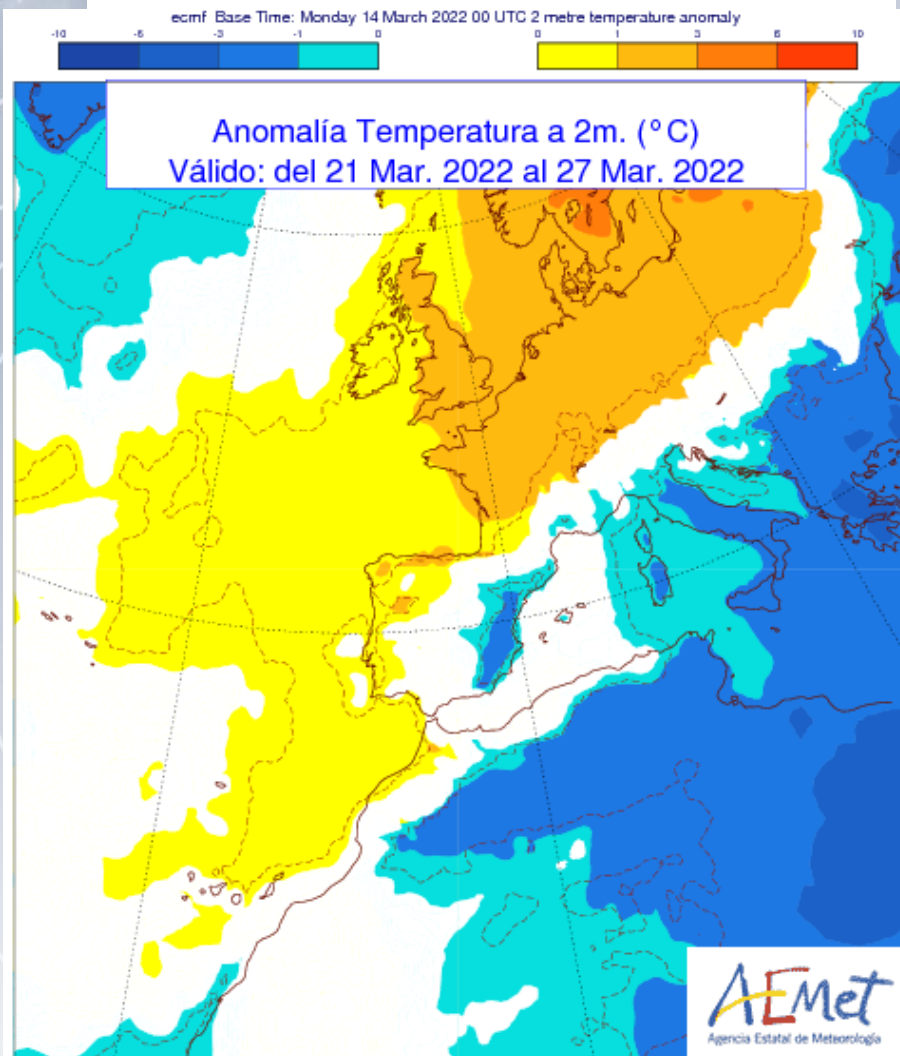 ecmf Base Time: Monday 14 March 2022 00 UTC 2 metre temperature anomaly
-10 -6 -3 -1 0 0 1 3 6 10
Anomalía Temperatura a 2m. (°C)
Válido: del 21 Mar. 2022 al 27 Mar. 2022
AEMet
Agencia Estatal de Meteorología